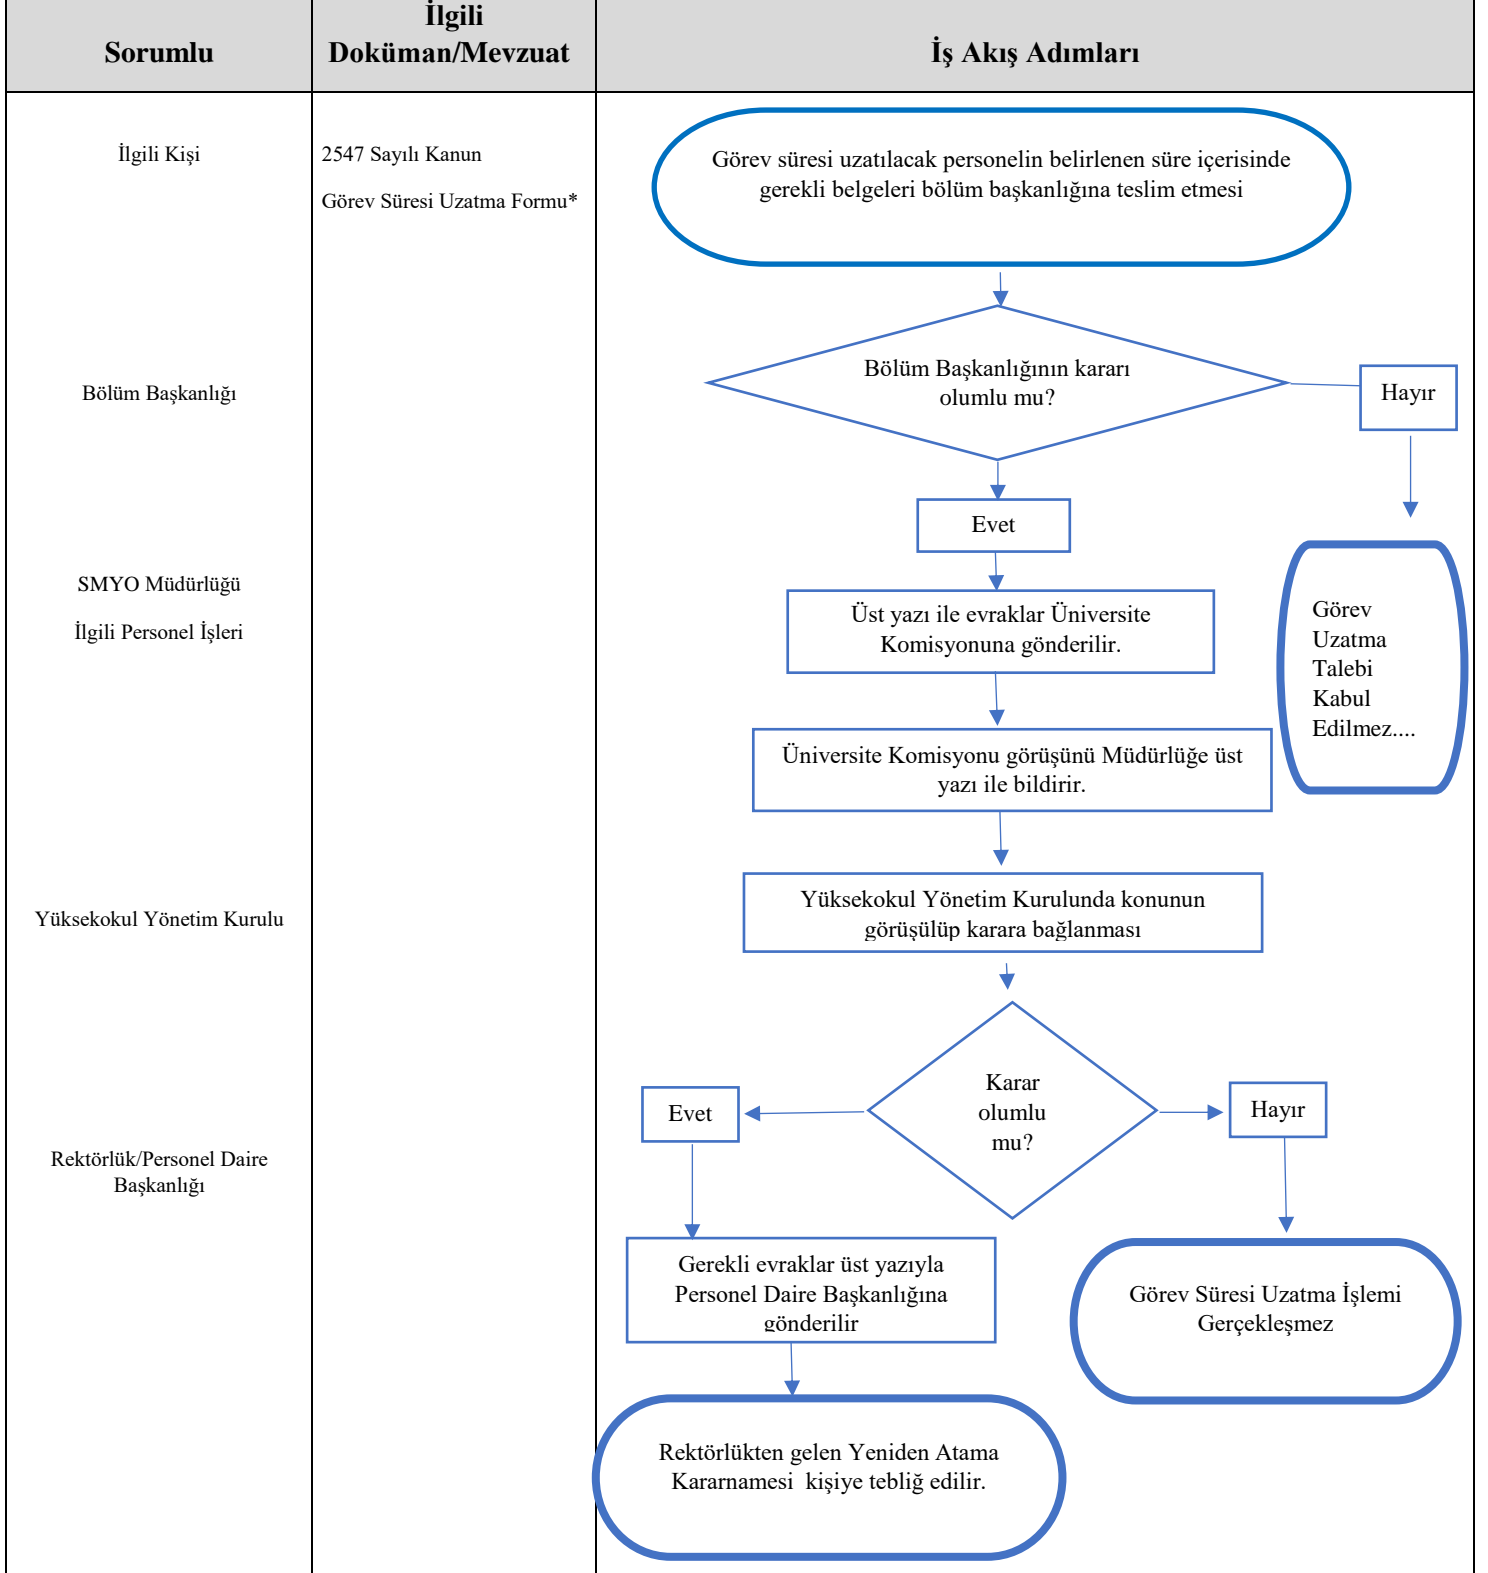 Sorumlu
İlgili
Doküman/Mevzuat
İş Akış Adımları
İlgili Kişi
2547 Sayılı Kanun
Görev Süresi Uzatma Formu*
Görev süresi uzatılacak personelin belirlenen süre içerisinde
gerekli belgeleri bölüm başkanlığına teslim etmesi
Bölüm Başkanlığı
Bölüm Başkanlığının kararı
olumlu mu?
Hayır
Evet
SMYO Müdürlüğü
İlgili Personel İşleri
Üst yazı ile evraklar Üniversite
Komisyonuna gönderilir.
Görev
Uzatma
Talebi
Kabul
Edilmez....
Üniversite Komisyonu görüşünü Müdürlüğe üst
yazı ile bildirir.
Yüksekokul Yönetim Kurulu
Yüksekokul Yönetim Kurulunda konunun
görüşülüp karara bağlanması
Karar
olumlu
mu?
Evet
Hayır
Rektörlük/Personel Daire
Başkanlığı
Gerekli evraklar üst yazıyla
Personel Daire Başkanlığına
gönderilir
Görev Süresi Uzatma İşlemi
Gerçekleşmez
Rektörlükten gelen Yeniden Atama
Kararnamesi  kişiye tebliğ edilir.